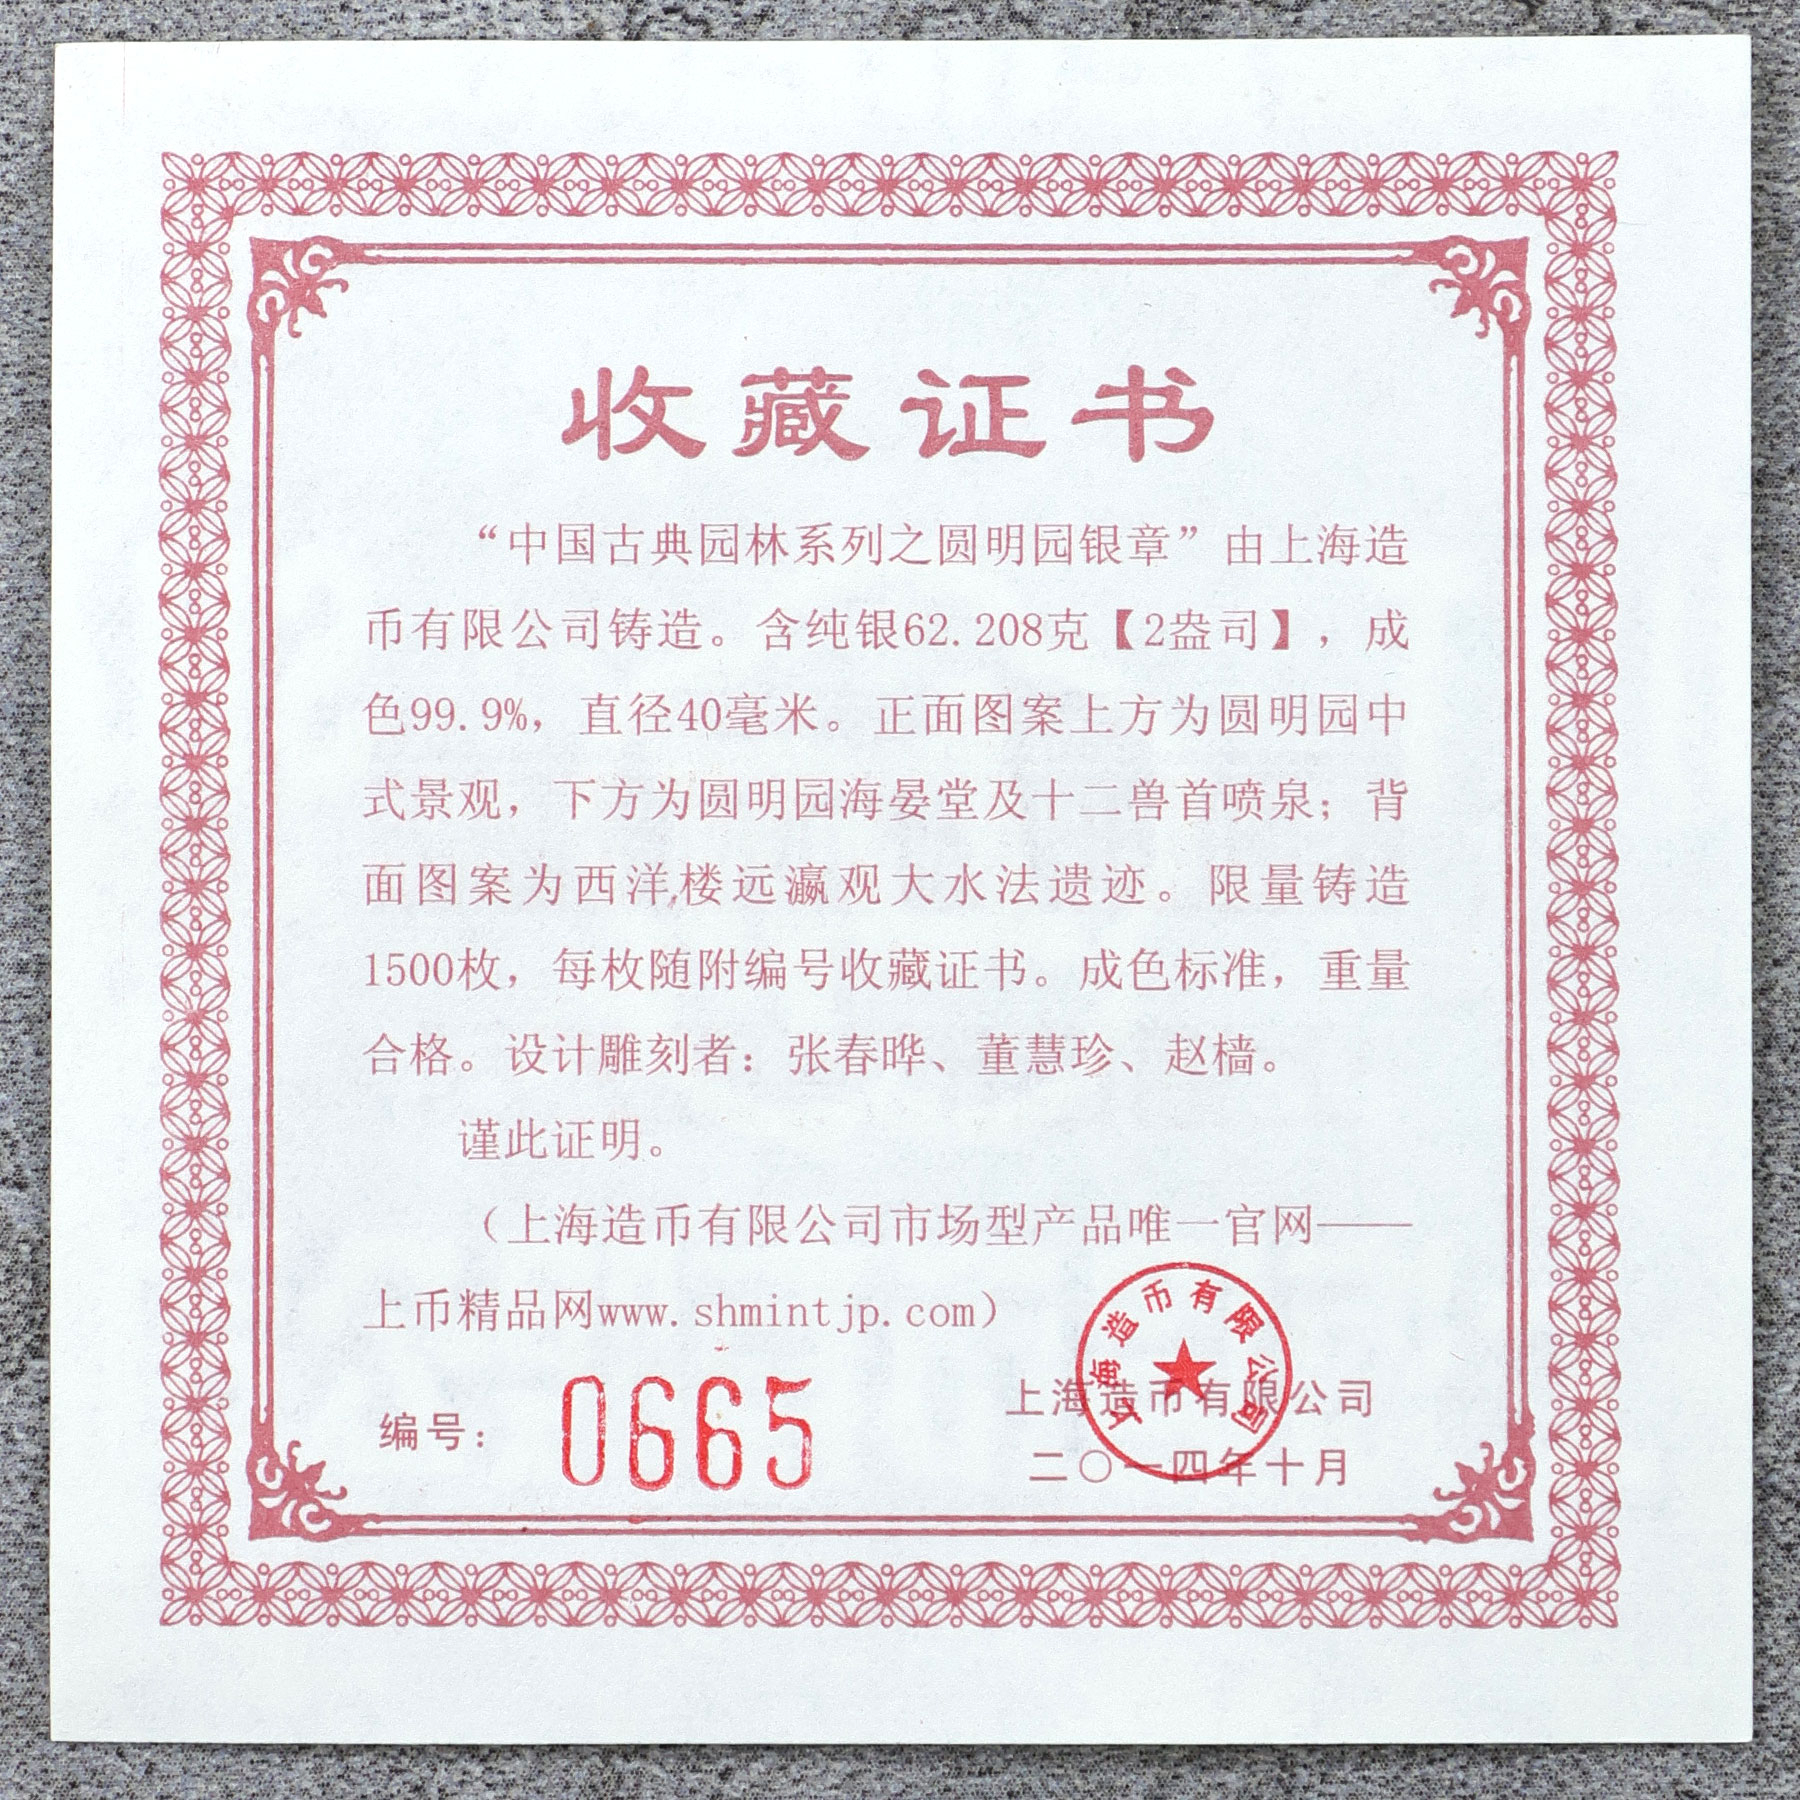 收藏证书
“中国古典园林系列之圆明园银章”由上海造
币有限公司铸造。含纯银62.208克【2盎司】，成
色99.9%，直径40毫米。正面图案上方为圆明园中
式景观，下方为圆明园海晏堂及十二兽首喷泉；背
面图案为西洋楼远瀛观大水法遗迹。限量铸造
1500枚，每枚随附编号收藏证书。成色标准，重量
合格。设计雕刻者：张春晔、董慧珍、赵樯。
谨此证明。
（上海造币有限公司市场型产品唯一官网——
上币精品网www.shmintjp.com）
编号：0665
上海造币有限公司
上海造币有限公司
二〇一四年十月